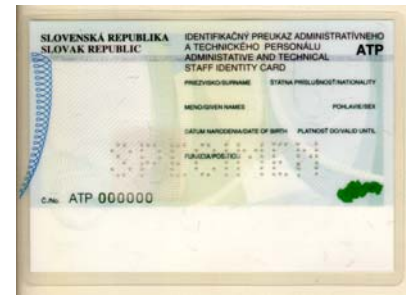 SLOVENSKÁ REPUBLIKA
SLOVAK REPUBLIC
IDENTIFIKAČNÝ PREUKAZ ADMINISTRATÍVNEHO
A TECHNICKÉHO PERSONÁLU
ATP
ADMINISTATIVE AND TECHNICAL
STAFF IDENTITY CARD
PRIEZVISKO/SURNAME ŠTÁTNA PRÍSLUŠNOSŤ/NATIONALITY
MENO/GIVEN NAMES POHLAVIE/SEX
DÁTUM NARODENIA/DATE OF BIRTH PLATNOSŤ DO/VALID UNTIL
FUNKCIA/POSITION
SPECIMEN
Č./No. ATP 000000